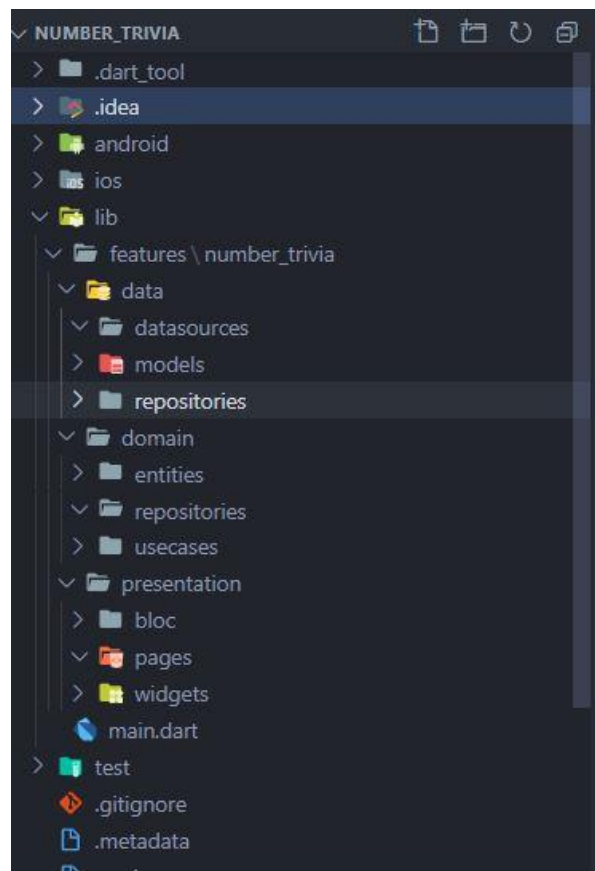 NUMBER_TRIVIA
.dart_tool
.idea
android
ios
lib
features \ number_trivia
data
datasources
models
repositories
domain
entities
repositories
usecases
presentation
bloc
pages
widgets
main.dart
test
.gitignore
.metadata